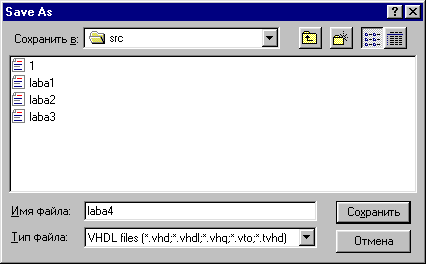 Save As
Сохранить в: src
1
laba1
laba2
laba3
Имя файла: laba4 Сохранить
Тип файла: VHDL files (*.vhd;*.vhdl;*.vhq;*.vto;*.tvhd) Отмена